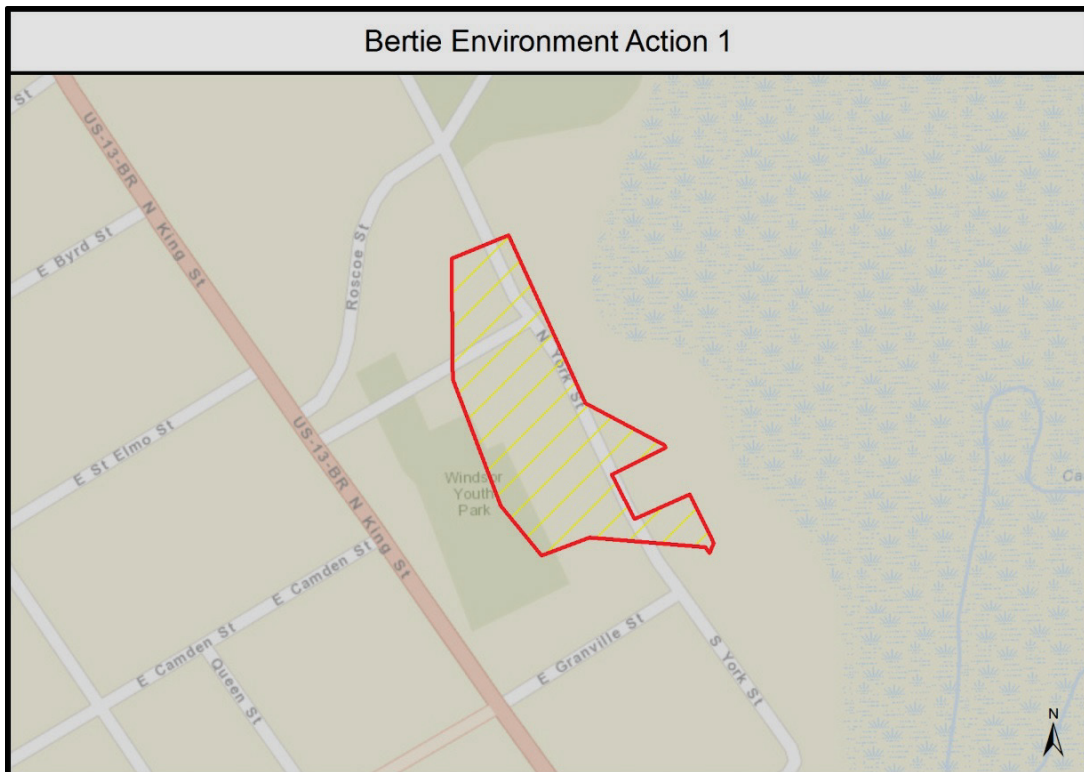 Bertie Environment Action 1
St
US-13-BR N King St
E Byrd St
Roscoe St
N York St
US-13-BR N King St
E St Elmo St
Windsor
Youth
Park
Ca
E Camden St
E Camden St
Queen St
E Granville St
S York St
N